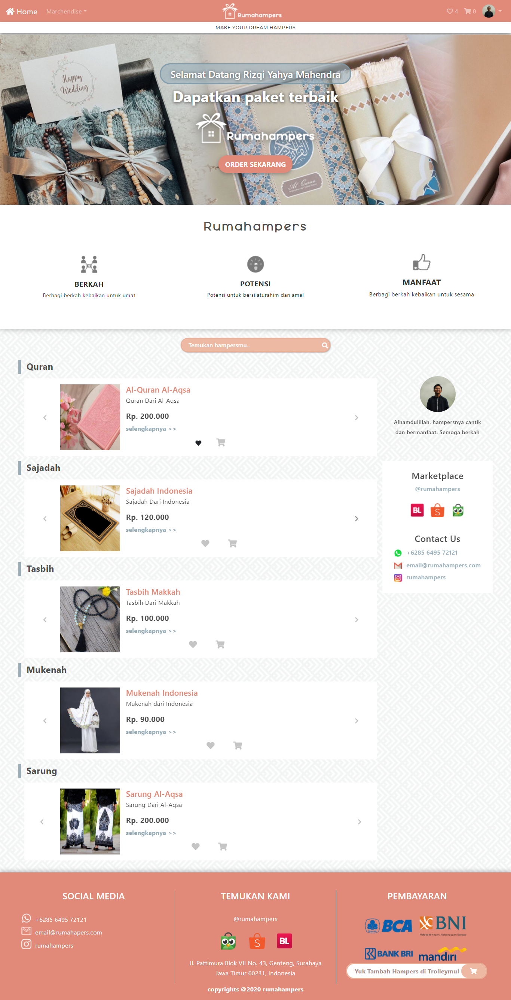 Home
Marchendise
Rumahampers
4
0
MAKE YOUR DREAM HAMPERS
Happy
Wedding
Selamat Datang Rizqi Yahya Mahendra
Dapatkan paket terbaik
Rumahampers
Al-Quran
ORDER SEKARANG
Rumahampers
BERKAH
Berbagi berkah kebaikan untuk umat
POTENSI
Potensi untuk bersilaturahim dan amal
MANFAAT
Berbagi berkah kebaikan untuk sesama
Temukan hampersmu..
Quran
Al-Quran Al-Aqsa
Quran Dari Al-Aqsa
Rp. 200.000
selengkapnya >>
Alhamdulillah, hampersnya cantik
dan bermanfaat. Semoga berkah
Sajadah
Sajadah Indonesia
Sajadah Dari Indonesia
Rp. 120.000
selengkapnya >>
Marketplace
@rumahampers
BL
S
Contact Us
+6285 6495 72121
email@rumahampers.com
rumahampers
Tasbih
Tasbih Makkah
Tasbih Dari Makkah
Rp. 100.000
selengkapnya >>
Mukenah
Mukenah Indonesia
Mukenah dari Indonesia
Rp. 90.000
selengkapnya >>
Sarung
Sarung Al-Aqsa
Sarung Dari Al-Aqsa
Rp. 200.000
selengkapnya >>
SOCIAL MEDIA
+6285 6495 72121
email@rumahapers.com
rumahampers
TEMUKAN KAMI
@rumahampers
S
BL
Jl. Pattimura Blok VII No. 43, Genteng, Surabaya
Jawa Timur 60231, Indonesia
PEMBAYARAN
BCA
BNI
Melayani Negeri, Kebanggaan Bangsa
BANK BRI
mandiri
Yuk Tambah Hampers di Trolleymu!
copyrights @2020 rumahampers